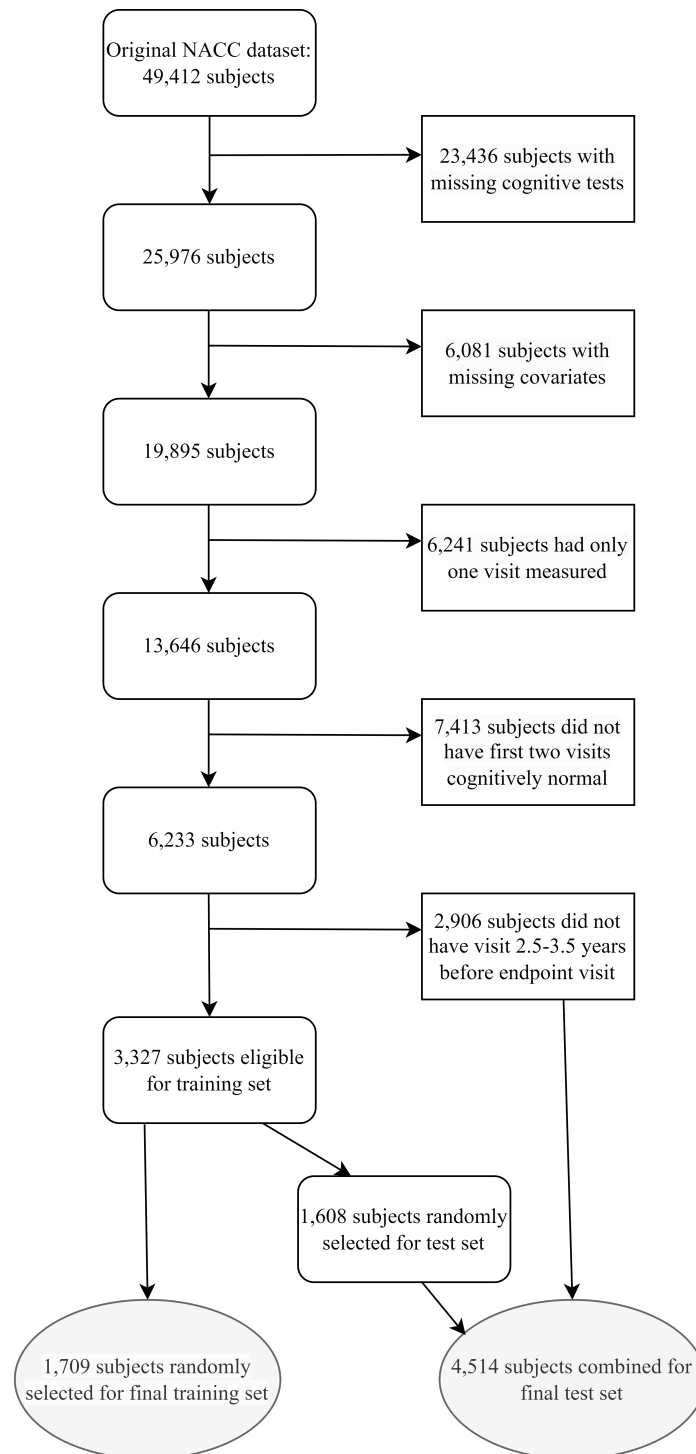 Original NACC dataset:
49,412 subjects
23,436 subjects with
missing cognitive tests
25,976 subjects
6,081 subjects with
missing covariates
19,895 subjects
6,241 subjects had only
one visit measured
13,646 subjects
7,413 subjects did not
have first two visits
cognitively normal
6,233 subjects
2,906 subjects did not
have visit 2.5-3.5 years
before endpoint visit
3,327 subjects eligible
for training set
1,608 subjects randomly
selected for test set
1,709 subjects randomly
selected for final training set
4,514 subjects combined for
final test set